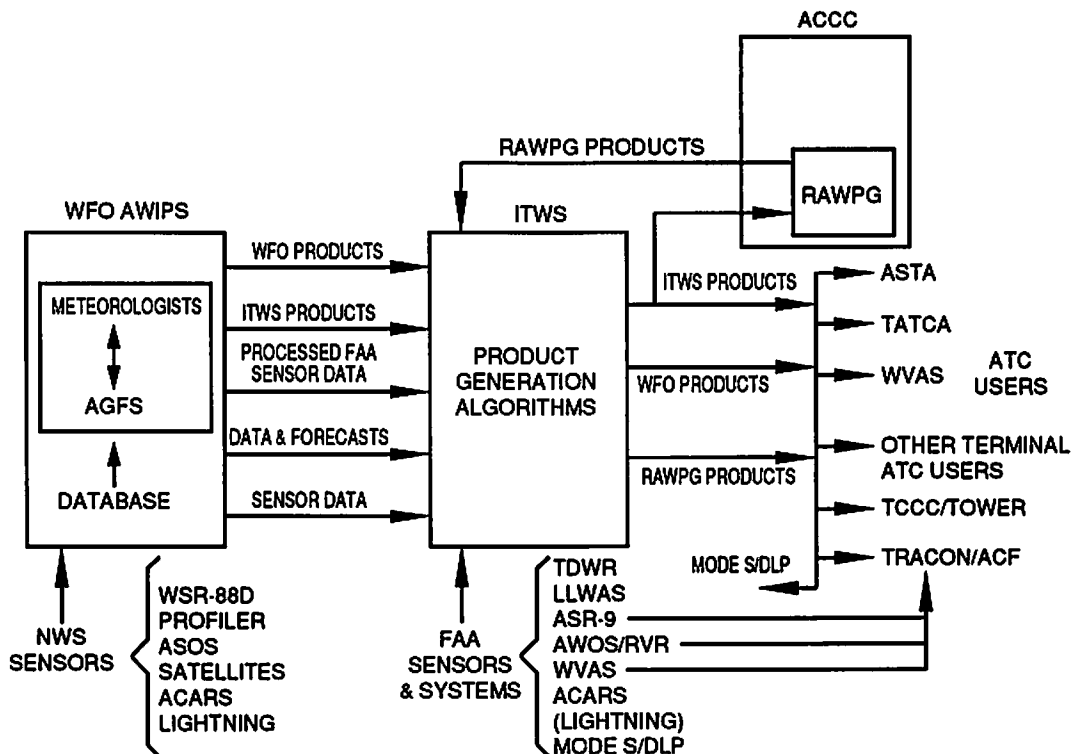 ACCC
RAWPG PRODUCTS
RAWPG
WFO AWIPS
ITWS
WFO PRODUCTS
METEOROLOGISTS
ITWS PRODUCTS
PROCESSED FAA
SENSOR DATA
AGFS
DATA & FORECASTS
DATABASE
SENSOR DATA
PRODUCT
GENERATION
ALGORITHMS
ITWS PRODUCTS
WFO PRODUCTS
RAWPG PRODUCTS
MODE S/DLP
ASTA
TATCA
WVAS
ATC
USERS
OTHER TERMINAL
ATC USERS
TCCC/TOWER
TRACON/ACF
NWS
SENSORS
WSR-88D
PROFILER
ASOS
SATELLITES
ACARS
LIGHTNING
FAA
SENSORS
& SYSTEMS
TDWR
LLWAS
ASR-9
AWOS/RVR
WVAS
ACARS
(LIGHTNING)
MODE S/DLP